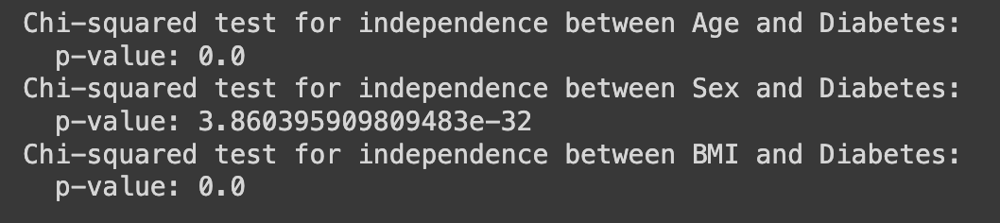 Chi-squared test for independence between Age and Diabetes:
  p-value: 0.0
Chi-squared test for independence between Sex and Diabetes:
  p-value: 3.860395909809483e-32
Chi-squared test for independence between BMI and Diabetes:
  p-value: 0.0